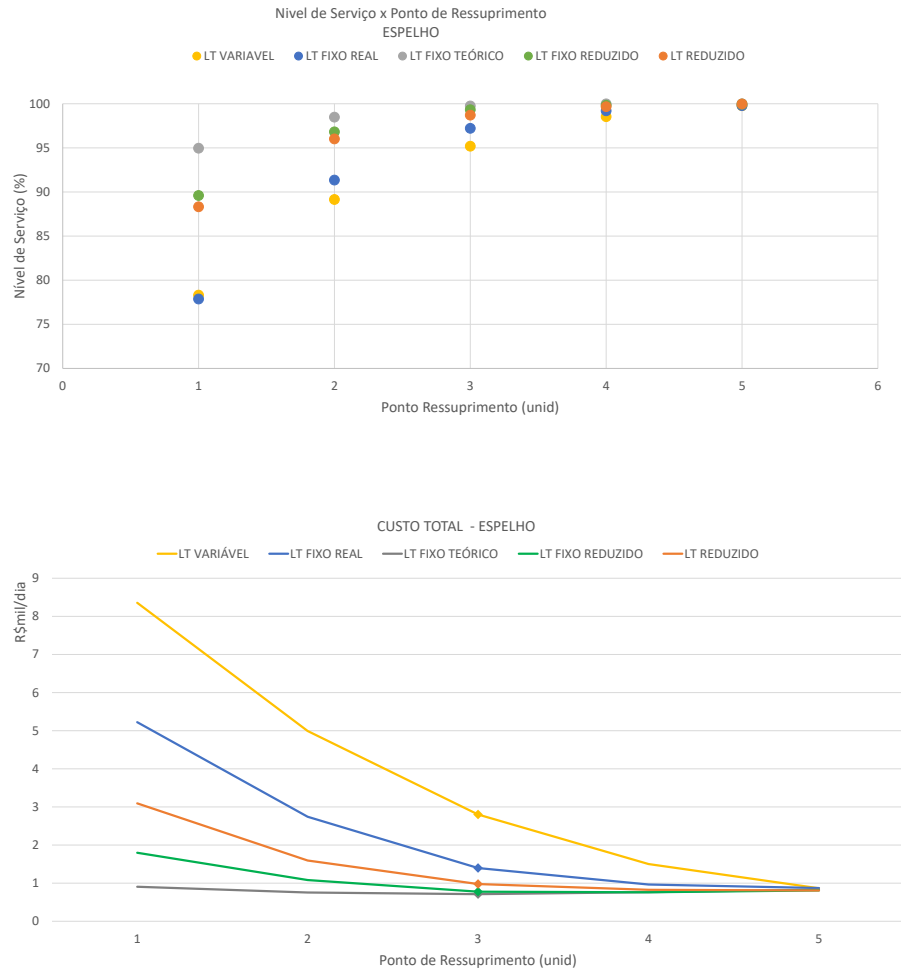 Nivel de Serviço x Ponto de Ressuprimento
ESPELHO
LT VARIAVEL LT FIXO REAL LT FIXO TEÓRICO LT FIXO REDUZIDO LT REDUZIDO
100
95
90
85
80
75
70
Nível de Serviço (%)
0 1 2 3 4 5 6
Ponto Ressuprimento (unid)
CUSTO TOTAL - ESPELHO
LT VARIÁVEL LT FIXO REAL LT FIXO TEÓRICO LT FIXO REDUZIDO LT REDUZIDO
R$mil/dia
9
8
7
6
5
4
3
2
1
0
1 2 3 4 5
Ponto de Ressuprimento (unid)